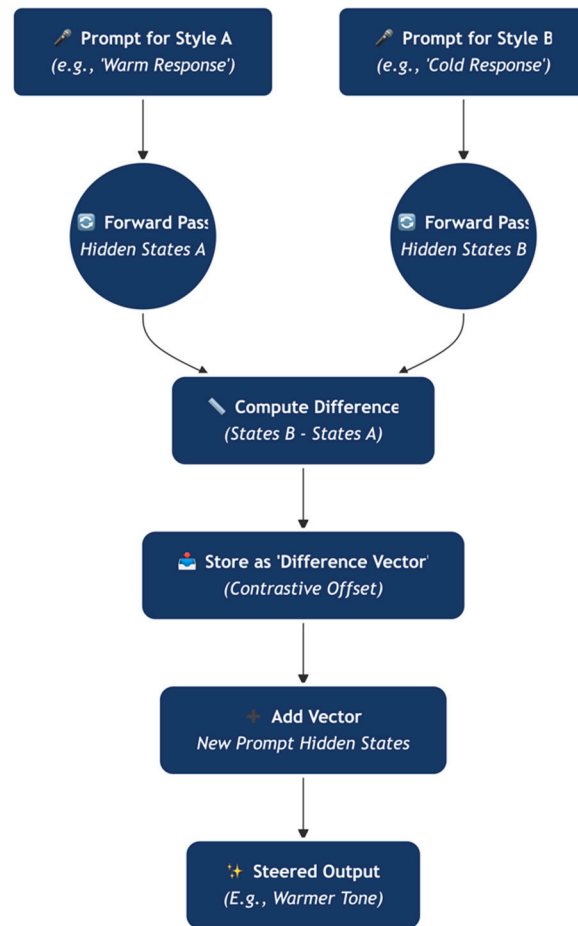 Prompt for Style A
(e.g., 'Warm Response')
Prompt for Style B
(e.g., 'Cold Response')
Forward Pas
Hidden States A
Forward Pas
Hidden States B
Compute Difference
(States B - States A)
Store as 'Difference Vector'
(Contrastive Offset)
Add Vector
New Prompt Hidden States
Steered Output
(E.g., Warmer Tone)